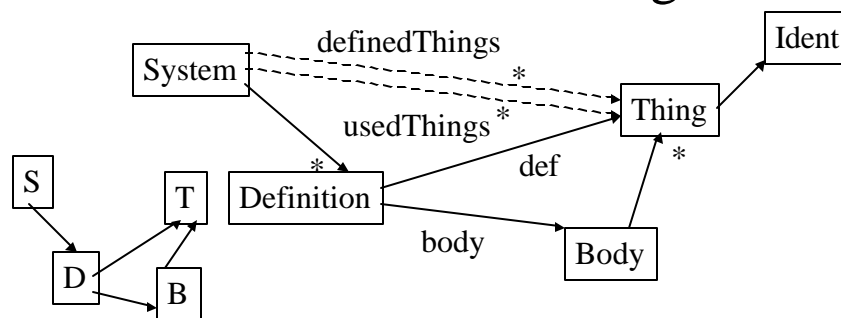 g
definedThings
Ident
System
*
Thing
usedThings
*
*
def
*
Definition
S
T
body
Body
D
B